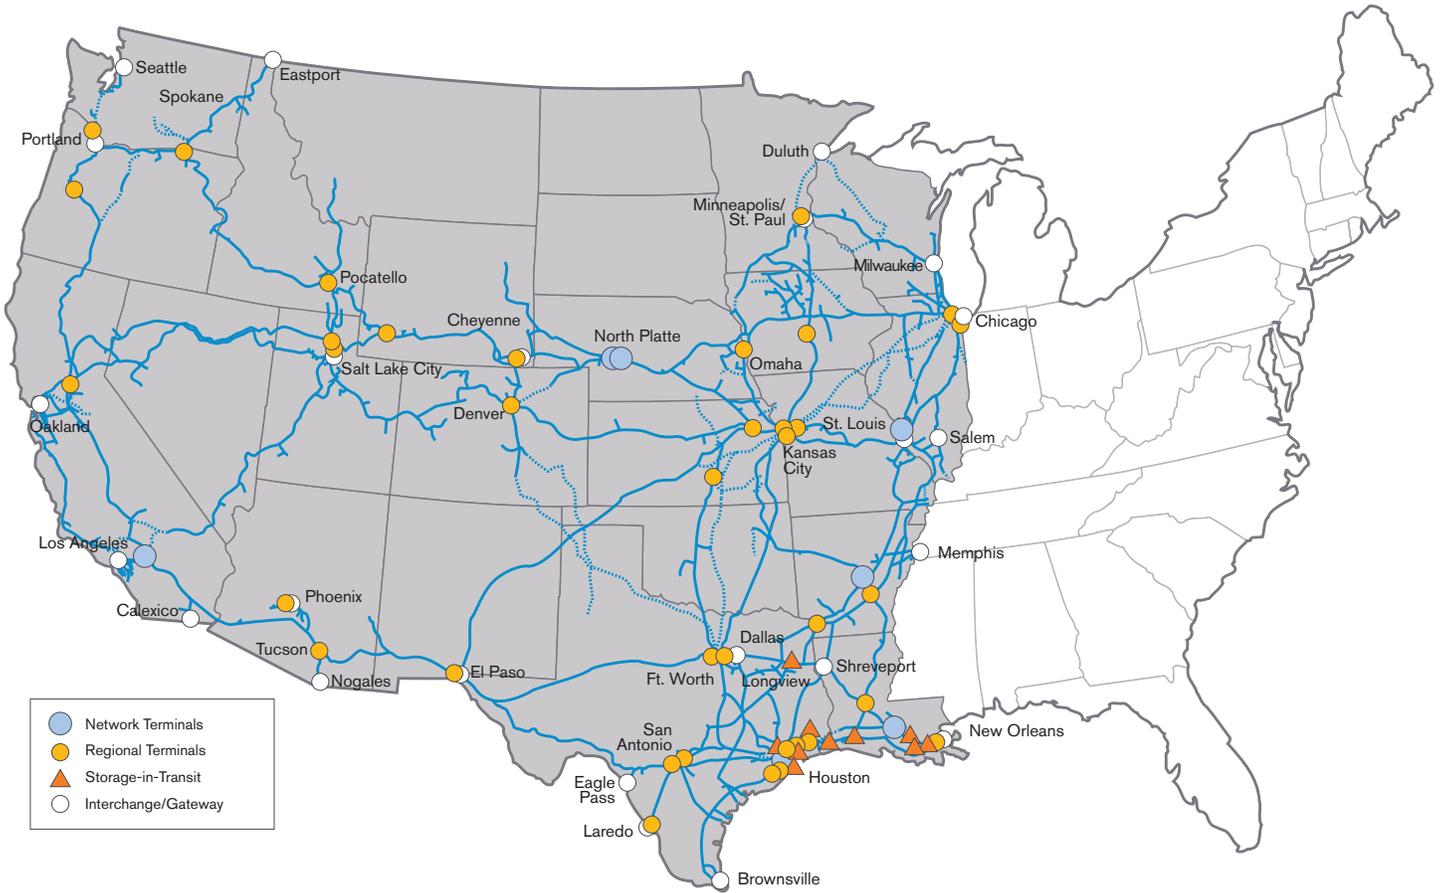 Seattle
Eastport
Spokane
Portland
Duluth
Minneapolis/
St. Paul
Milwaukee
Pocatello
Cheyenne
North Platte
Chicago
Salt Lake City
Omaha
Denver
Oakland
St. Louis
Salem
Kansas
City
Los Angeles
Memphis
Phoenix
Calexico
Dallas
Tucson
Shreveport
El Paso
Ft. Worth
Longview
Nogales
San
Antonio
New Orleans
Houston
Eagle
Pass
Laredo
Brownsville
Network Terminals
Regional Terminals
Storage-in-Transit
Interchange/Gateway